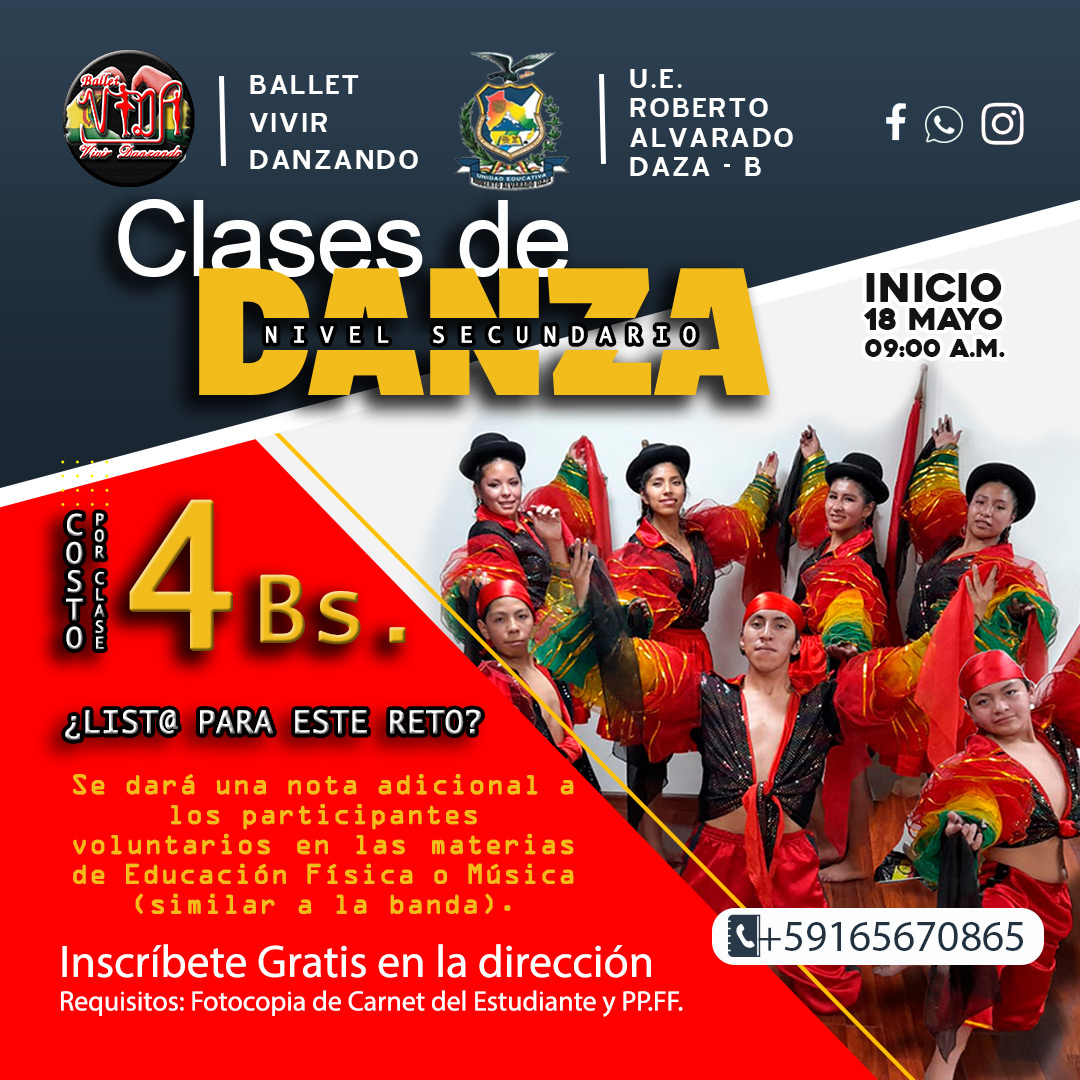 Ballet
VIDA
Vivir Danzando
BALLET
VIVIR
DANZANDO
UNIDAD EDUCATIVA
ROBERTO ALVARADO DAZA
U.E.
ROBERTO
ALVARADO
DAZA - B
Clases de
DANZA
NIVEL SECUNDARIO
INICIO
18 MAYO
09:00 A.M.
COSTO
POR CLASE
4 Bs.
¿LIST@ PARA ESTE RETO?
Se dará una nota adicional a
los participantes
voluntarios en las materias
de Educación Física o Música
(similar a la banda).
+59165670865
Inscríbete Gratis en la dirección
Requisitos: Fotocopia de Carnet del Estudiante y PP.FF.